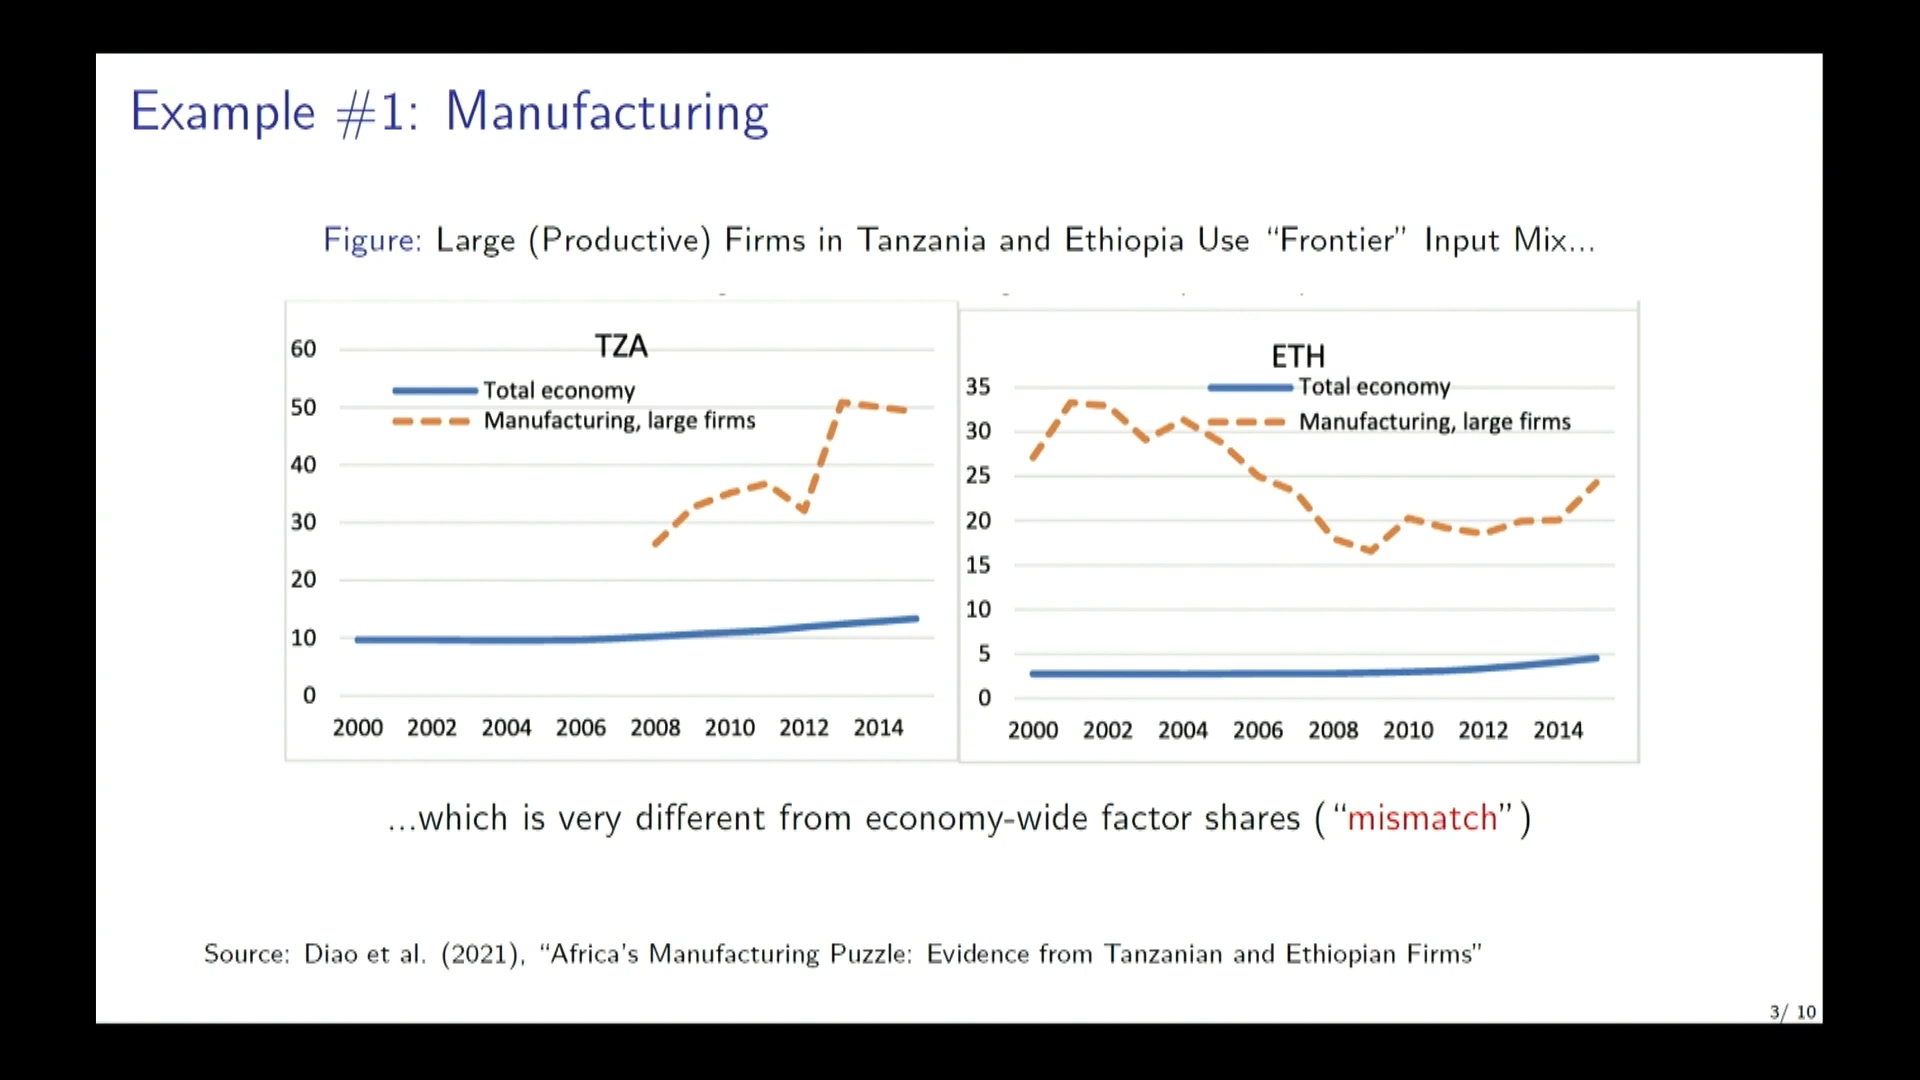 Example #1: Manufacturing
Figure: Large (Productive) Firms in Tanzania and Ethiopia Use “Frontier” Input Mix...
TZA
Total economy
Manufacturing, large firms
60
50
40
30
20
10
0
2000 2002 2004 2006 2008 2010 2012 2014
ETH
Total economy
Manufacturing, large firms
35
30
25
20
15
10
5
0
2000 2002 2004 2006 2008 2010 2012 2014
...which is very different from economy-wide factor shares (“mismatch”)
Source: Diao et al. (2021), “Africa's Manufacturing Puzzle: Evidence from Tanzanian and Ethiopian Firms”
3/ 10